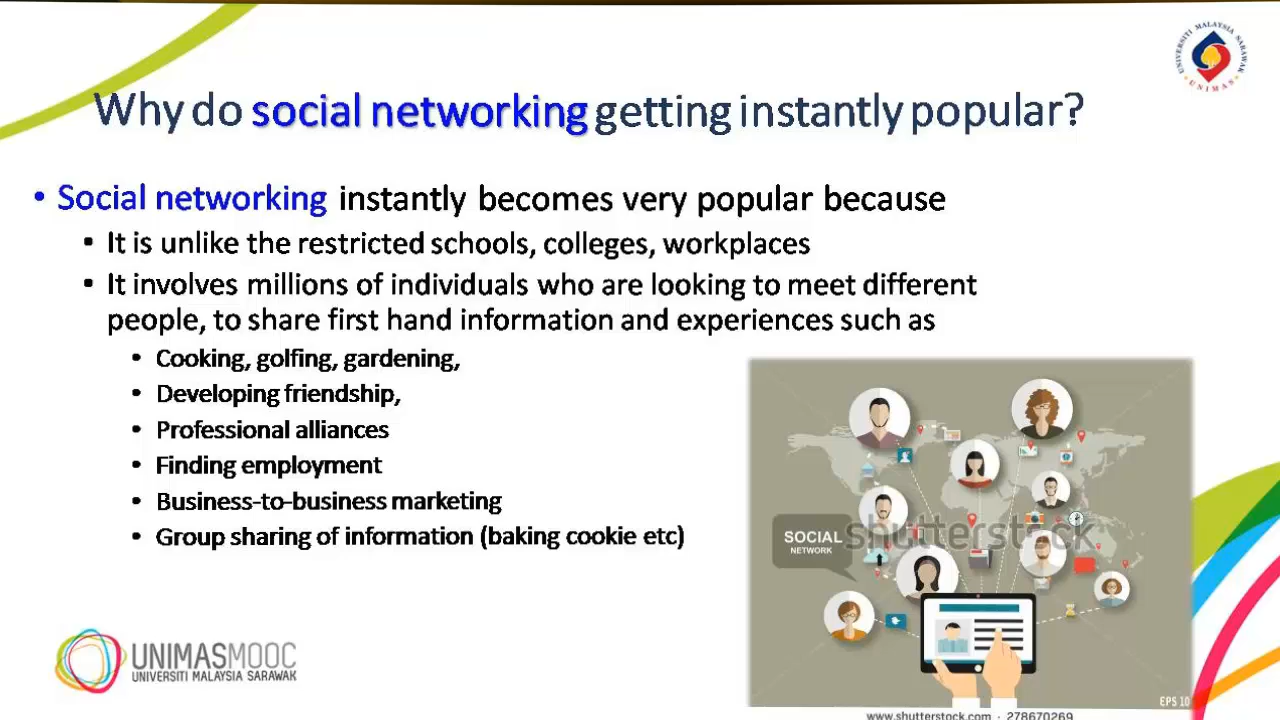 UNIVERSITI MALAYSIA SARAWAK
UNIMAS
Why do social networking getting instantly popular?
• Social networking instantly becomes very popular because
▪ It is unlike the restricted schools, colleges, workplaces
▪ It involves millions of individuals who are looking to meet different
people, to share first hand information and experiences such as
• Cooking, golfing, gardening,
• Developing friendship,
• Professional alliances
• Finding employment
• Business-to-business marketing
• Group sharing of information (baking cookie etc)
SOCIAL
NETWORK
shutterstock
EPS 10
www.shutterstock.com · 278670269
UNIMASMOOC
UNIVERSITI MALAYSIA SARAWAK